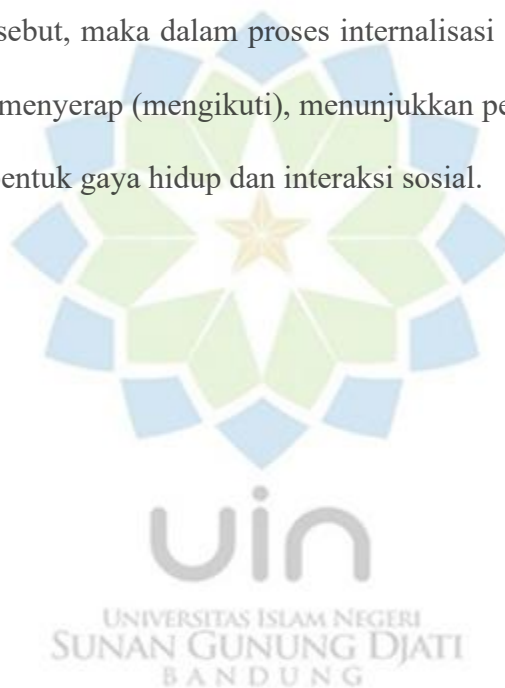 sebut, maka dalam proses internalisasi
menyerap (mengikuti), menunjukkan pe
bentuk gaya hidup dan interaksi sosial.
uin
UNIVERSITAS ISLAM NEGERI
SUNAN GUNUNG DJATI
BANDUNG